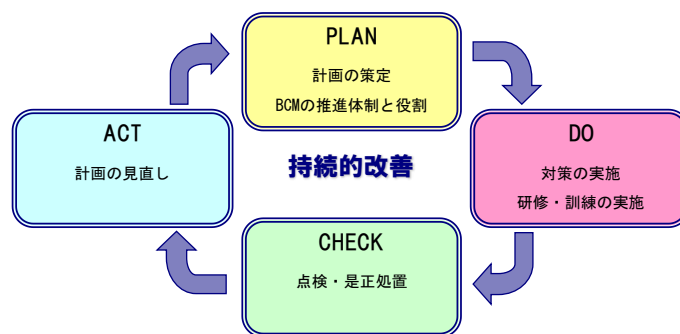 PLAN
計画の策定
BCMの推進体制と役割
ACT
計画の見直し
持続的改善
DO
対策の実施
研修・訓練の実施
CHECK
点検・是正処置